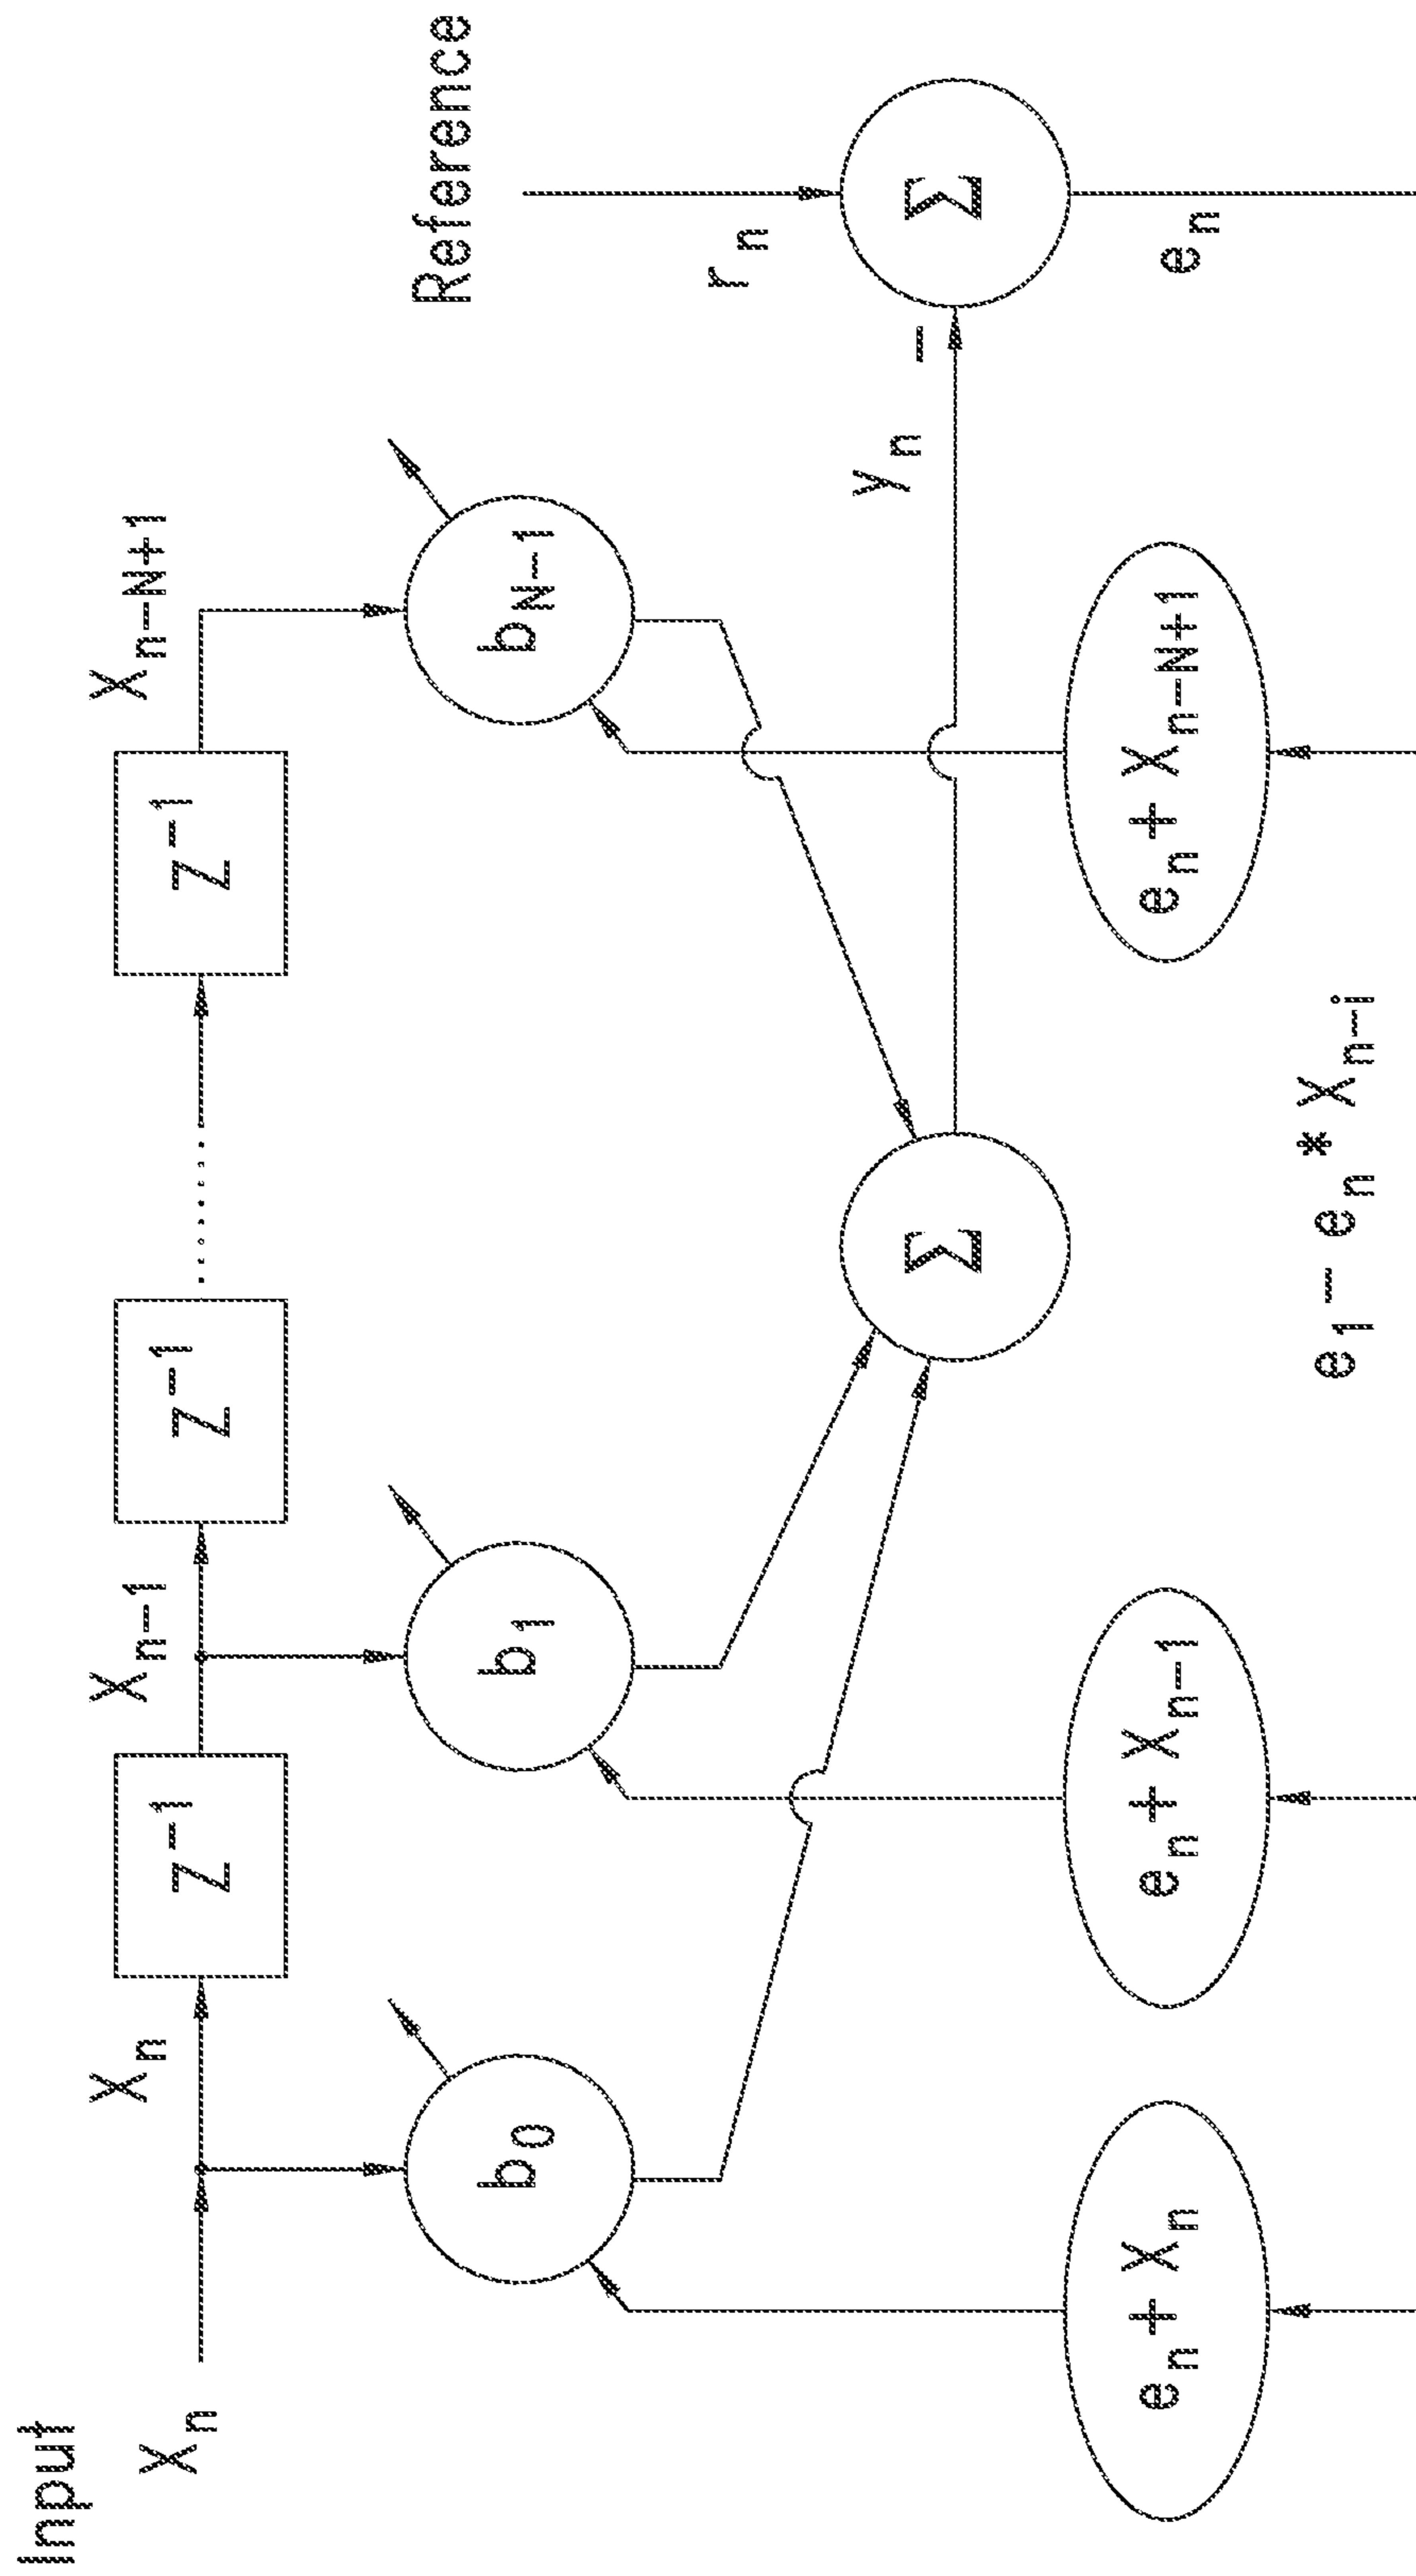 Input
Xn
Xn
Z−1
Xn−1
Z−1
Z−1
Xn−N+1
Reference
b0
b1
bN−1
rn
Σ
yn
−
Σ
en
en+ Xn
en+ Xn−1
en+ Xn−N+1
e1− en* Xn−i